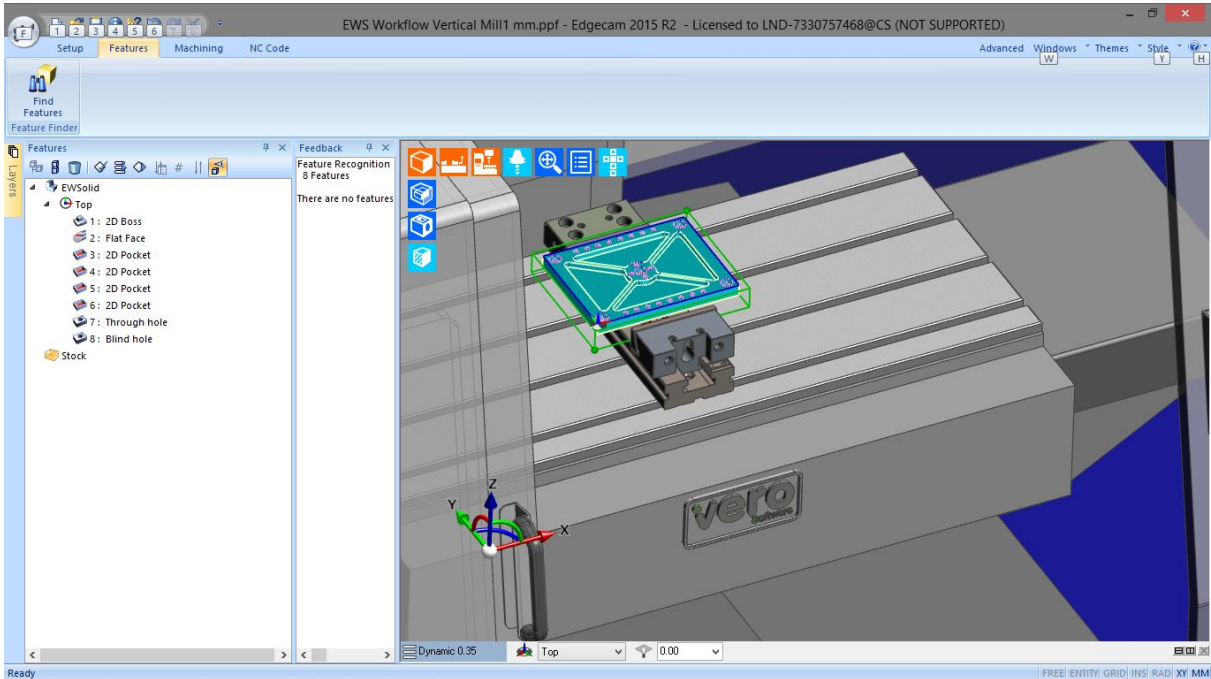 EWS Workflow Vertical Mill1 mm.ppf - Edgecam 2015 R2 - Licensed to LND-7330757468@CS (NOT SUPPORTED)
F
1 2 3 4 5 6
Setup Features Machining NC Code
Advanced Windows Themes Style
W Y H
Find
Features
Feature Finder
Layers
Features
EWSolid
Top
1: 2D Boss
2: Flat Face
3: 2D Pocket
4: 2D Pocket
5: 2D Pocket
6: 2D Pocket
7: Through hole
8: Blind hole
Stock
Feedback
Feature Recognition
8 Features
There are no features
Z
Y
X
vero
software
Dynamic 0.35 Top 0.00
Ready
FREE ENTITY GRID INS RAD XY MM